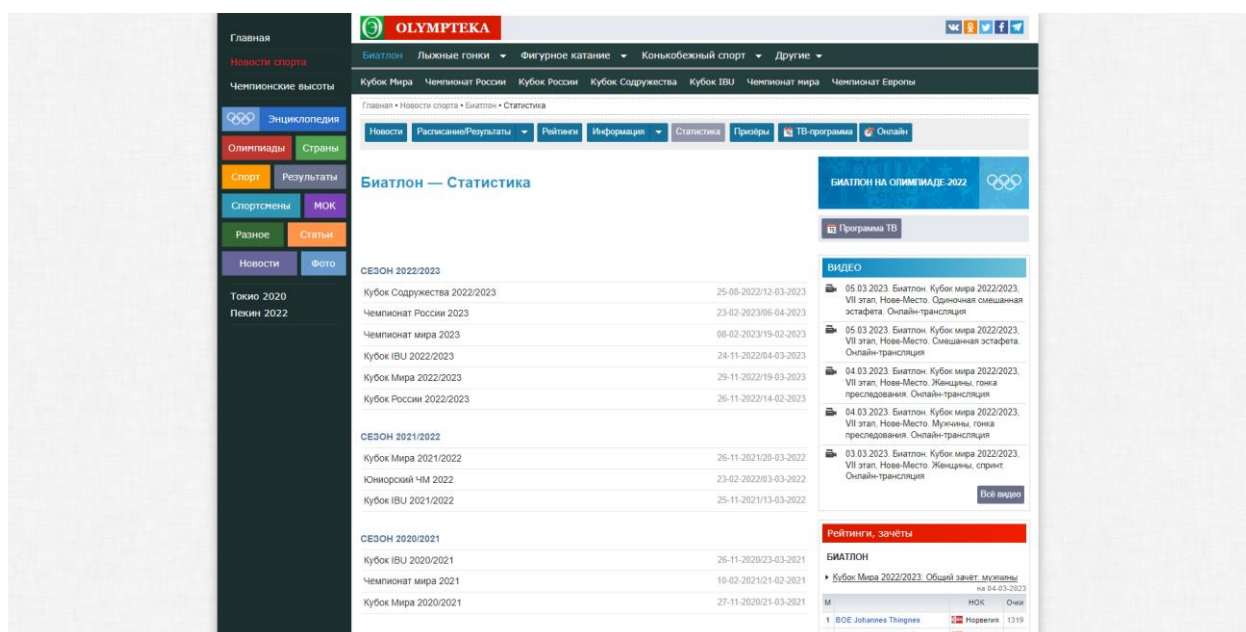 Главная
Новости спорта
Чемпионские высоты
Энциклопедия
Олимпиады Страны
Спорт Результаты
Спортсмены МОК
Разное Статьи
Новости Фото
Токио 2020
Пекин 2022
OLYMPTEKA
Биатлон Лыжные гонки Фигурное катание Конькобежный спорт Другие
Кубок Мира Чемпионат России Кубок России Кубок Содружества Кубок IBU Чемпионат мира Чемпионат Европы
Главная • Новости спорта • Биатлон • Статистика
Новости Расписание/Результаты Рейтинги Информация Статистика Призёры ТВ-программа Онлайн
Биатлон — Статистика
СЕЗОН 2022/2023
Кубок Содружества 2022/2023 25-08-2022/12-03-2023
Чемпионат России 2023 23-02-2023/06-04-2023
Чемпионат мира 2023 08-02-2023/19-02-2023
Кубок IBU 2022/2023 24-11-2022/04-03-2023
Кубок Мира 2022/2023 29-11-2022/19-03-2023
Кубок России 2022/2023 26-11-2022/14-02-2023
СЕЗОН 2021/2022
Кубок Мира 2021/2022 26-11-2021/20-03-2022
Юниорский ЧМ 2022 23-02-2022/03-03-2022
Кубок IBU 2021/2022 25-11-2021/13-03-2022
СЕЗОН 2020/2021
Кубок IBU 2020/2021 26-11-2020/23-03-2021
Чемпионат мира 2021 10-02-2021/21-02-2021
Кубок Мира 2020/2021 27-11-2020/21-03-2021
БИАТЛОН НА ОЛИМПИАДЕ-2022
Программа ТВ
ВИДЕО
05.03.2023. Биатлон. Кубок мира 2022/2023,
VII этап, Нове-Место. Одиночная смешанная
эстафета. Онлайн-трансляция
05.03.2023. Биатлон. Кубок мира 2022/2023,
VII этап, Нове-Место. Смешанная эстафета.
Онлайн-трансляция
04.03.2023. Биатлон. Кубок мира 2022/2023,
VII этап, Нове-Место. Женщины, гонка
преследования. Онлайн-трансляция
04.03.2023. Биатлон. Кубок мира 2022/2023,
VII этап, Нове-Место. Мужчины, гонка
преследования. Онлайн-трансляция
03.03.2023. Биатлон. Кубок мира 2022/2023,
VII этап, Нове-Место. Женщины, спринт.
Онлайн-трансляция
Всё видео
Рейтинги, зачёты
БИАТЛОН
Кубок Мира 2022/2023: Общий зачёт: мужчины
на 04-03-2023
М НОК Очки
1 BOE Johannes Thingnes Норвегия 1319